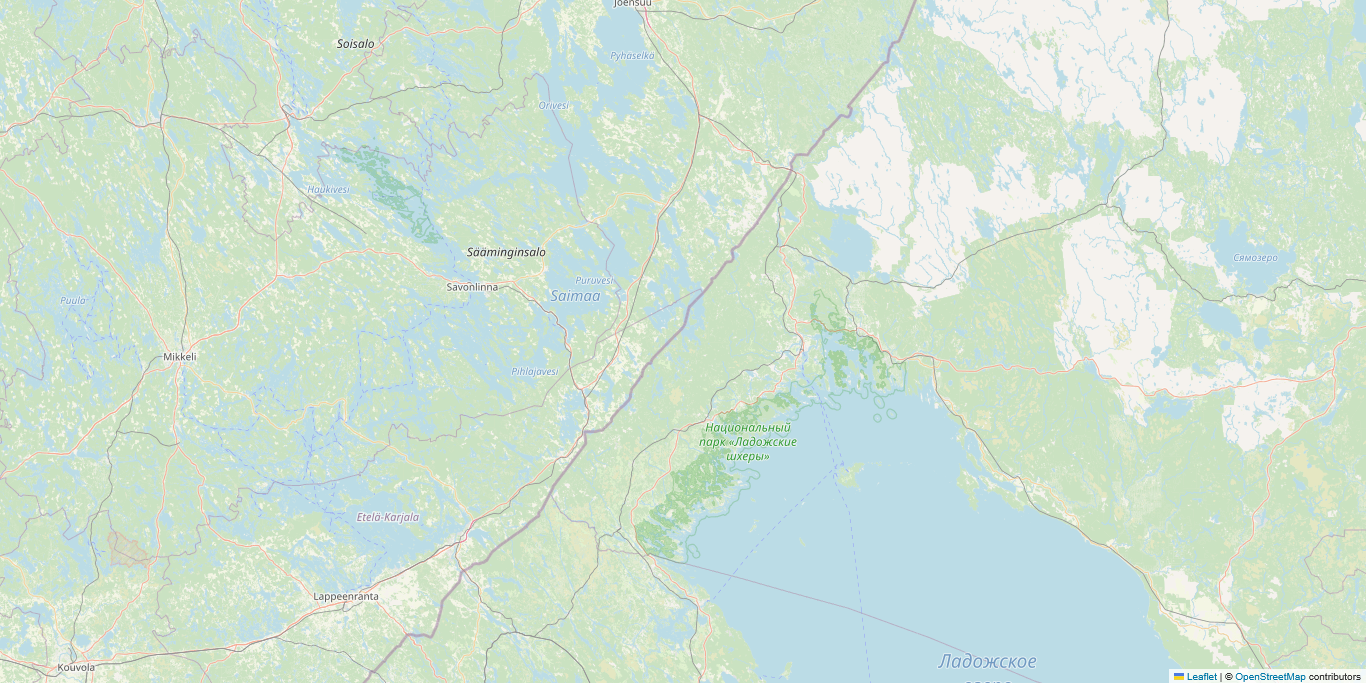 Joensuu
Soisalo
Pyhäselkä
Orivesi
Haukivesi
Sääminginsalo
Сямозеро
Puruvesi
Savonlinna
Saimaa
Puula
Mikkeli
Pihlajavesi
Национальный
парк «Ладожские
шхеры»
Etelä-Karjala
Lappeenranta
Ладожское
озеро
Kouvola
Leaflet | © OpenStreetMap contributors